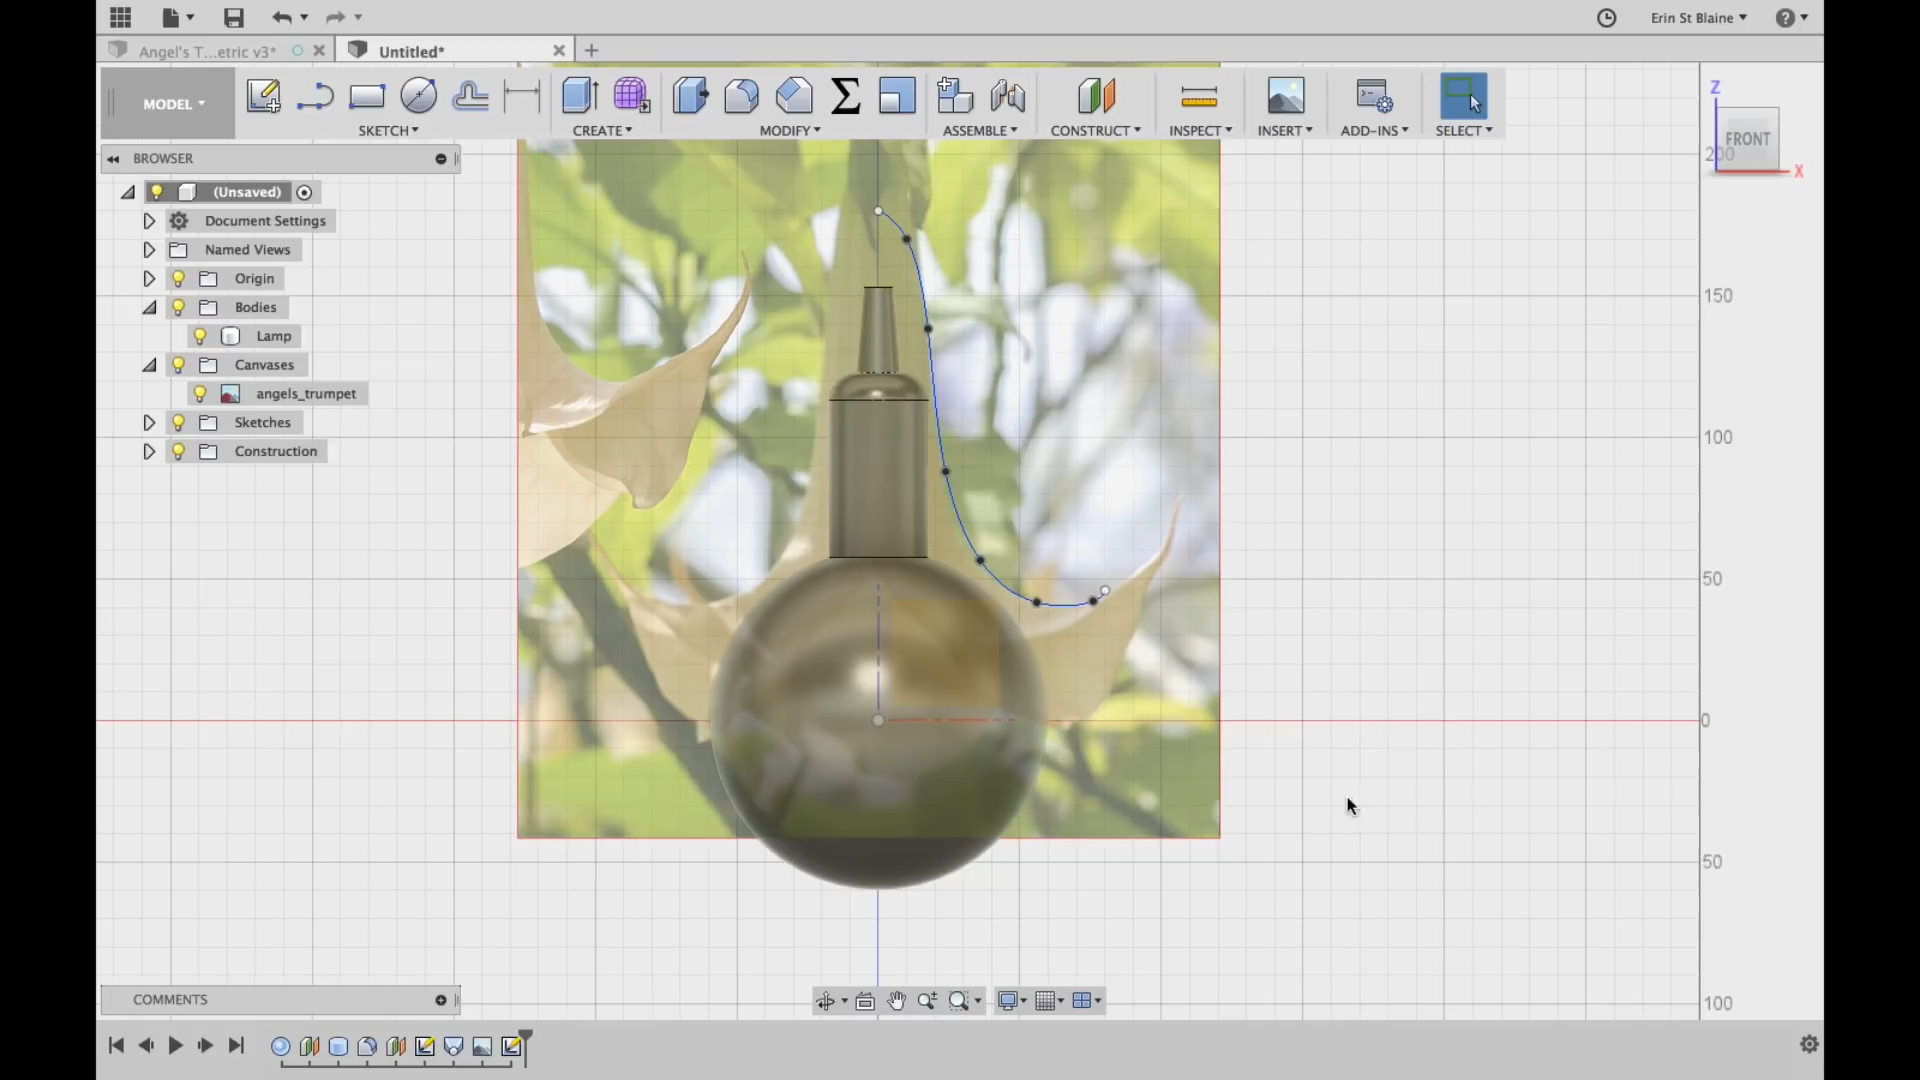 Erin St Blaine
Angel's T...etric v3*
Untitled*
MODEL
SKETCH
CREATE
MODIFY
ASSEMBLE
CONSTRUCT
INSPECT
INSERT
ADD-INS
SELECT
BROWSER
(Unsaved)
Document Settings
Named Views
Origin
Bodies
Lamp
Canvases
angels_trumpet
Sketches
Construction
Z
FRONT
X
200
150
100
50
0
50
100
COMMENTS